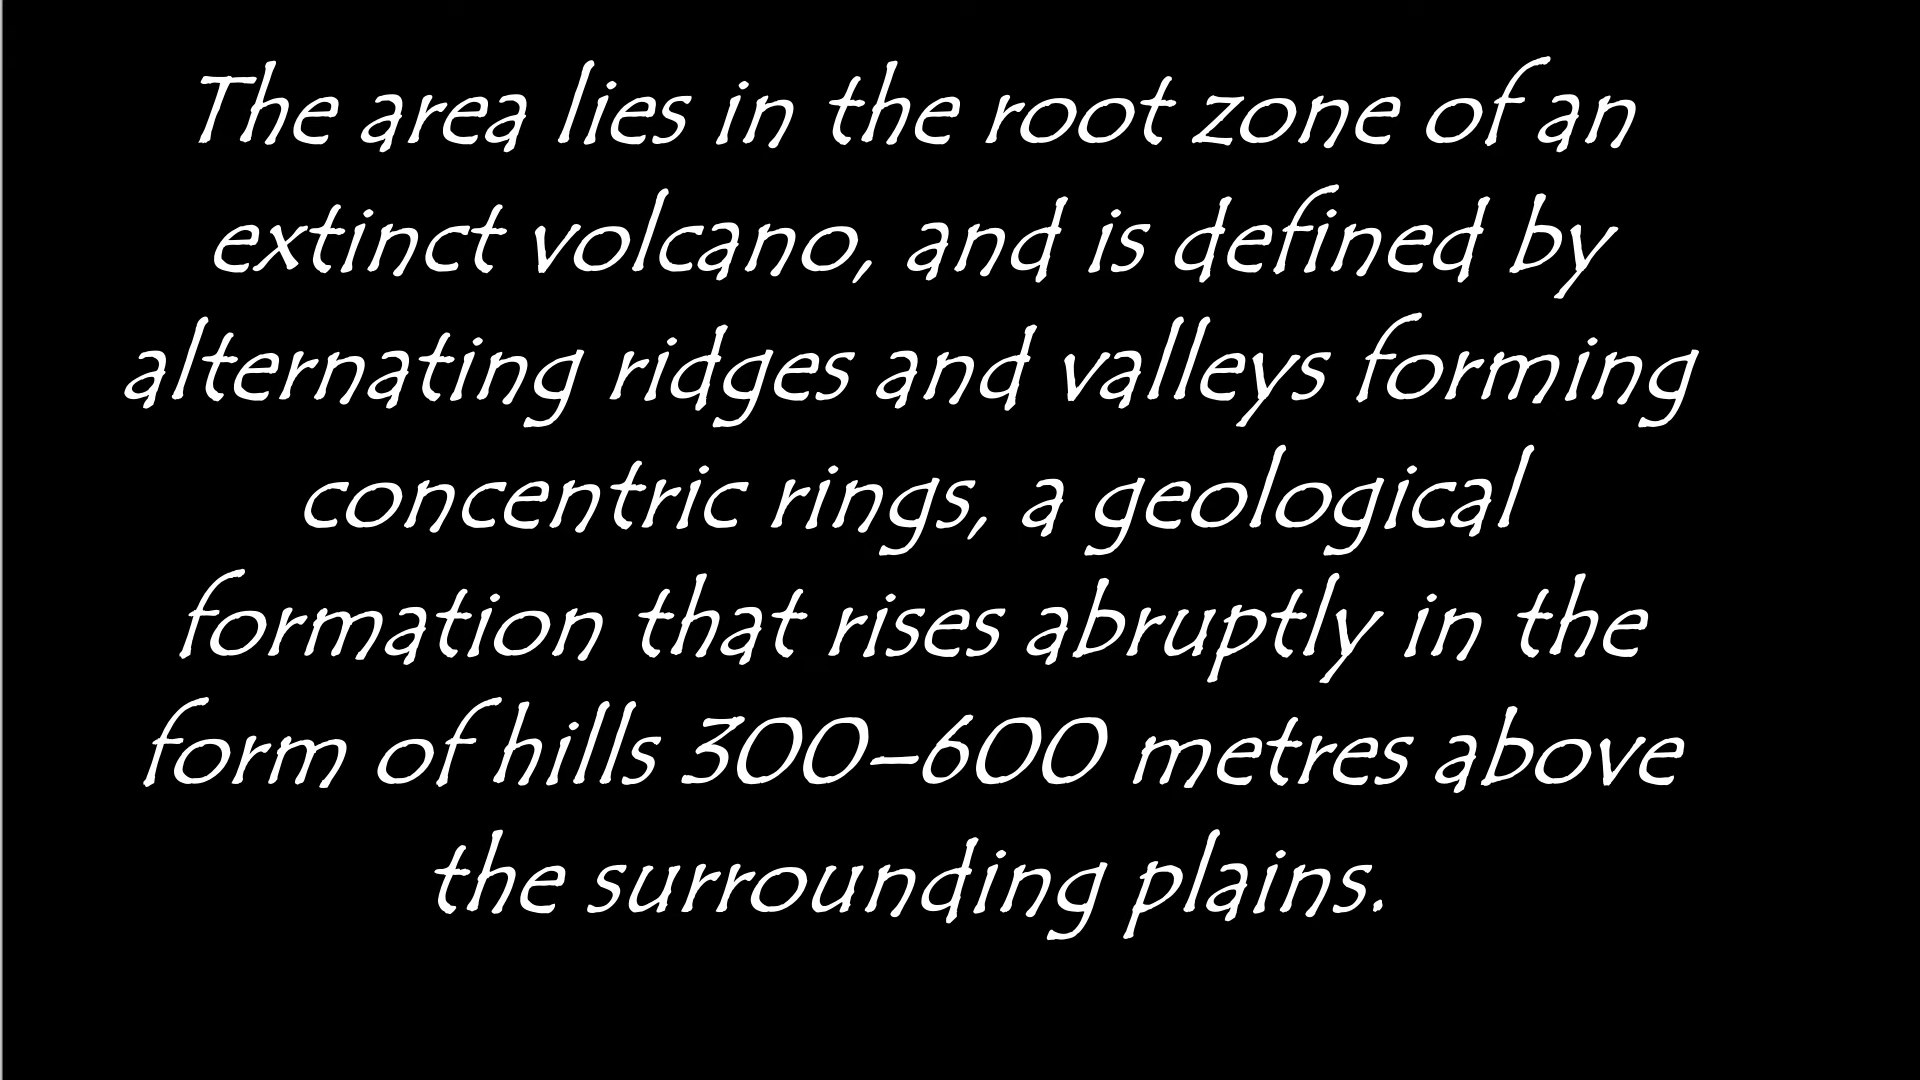 The area lies in the root zone of an
extinct volcano, and is defined by
alternating ridges and valleys forming
concentric rings, a geological
formation that rises abruptly in the
form of hills 300–600 metres above
the surrounding plains.